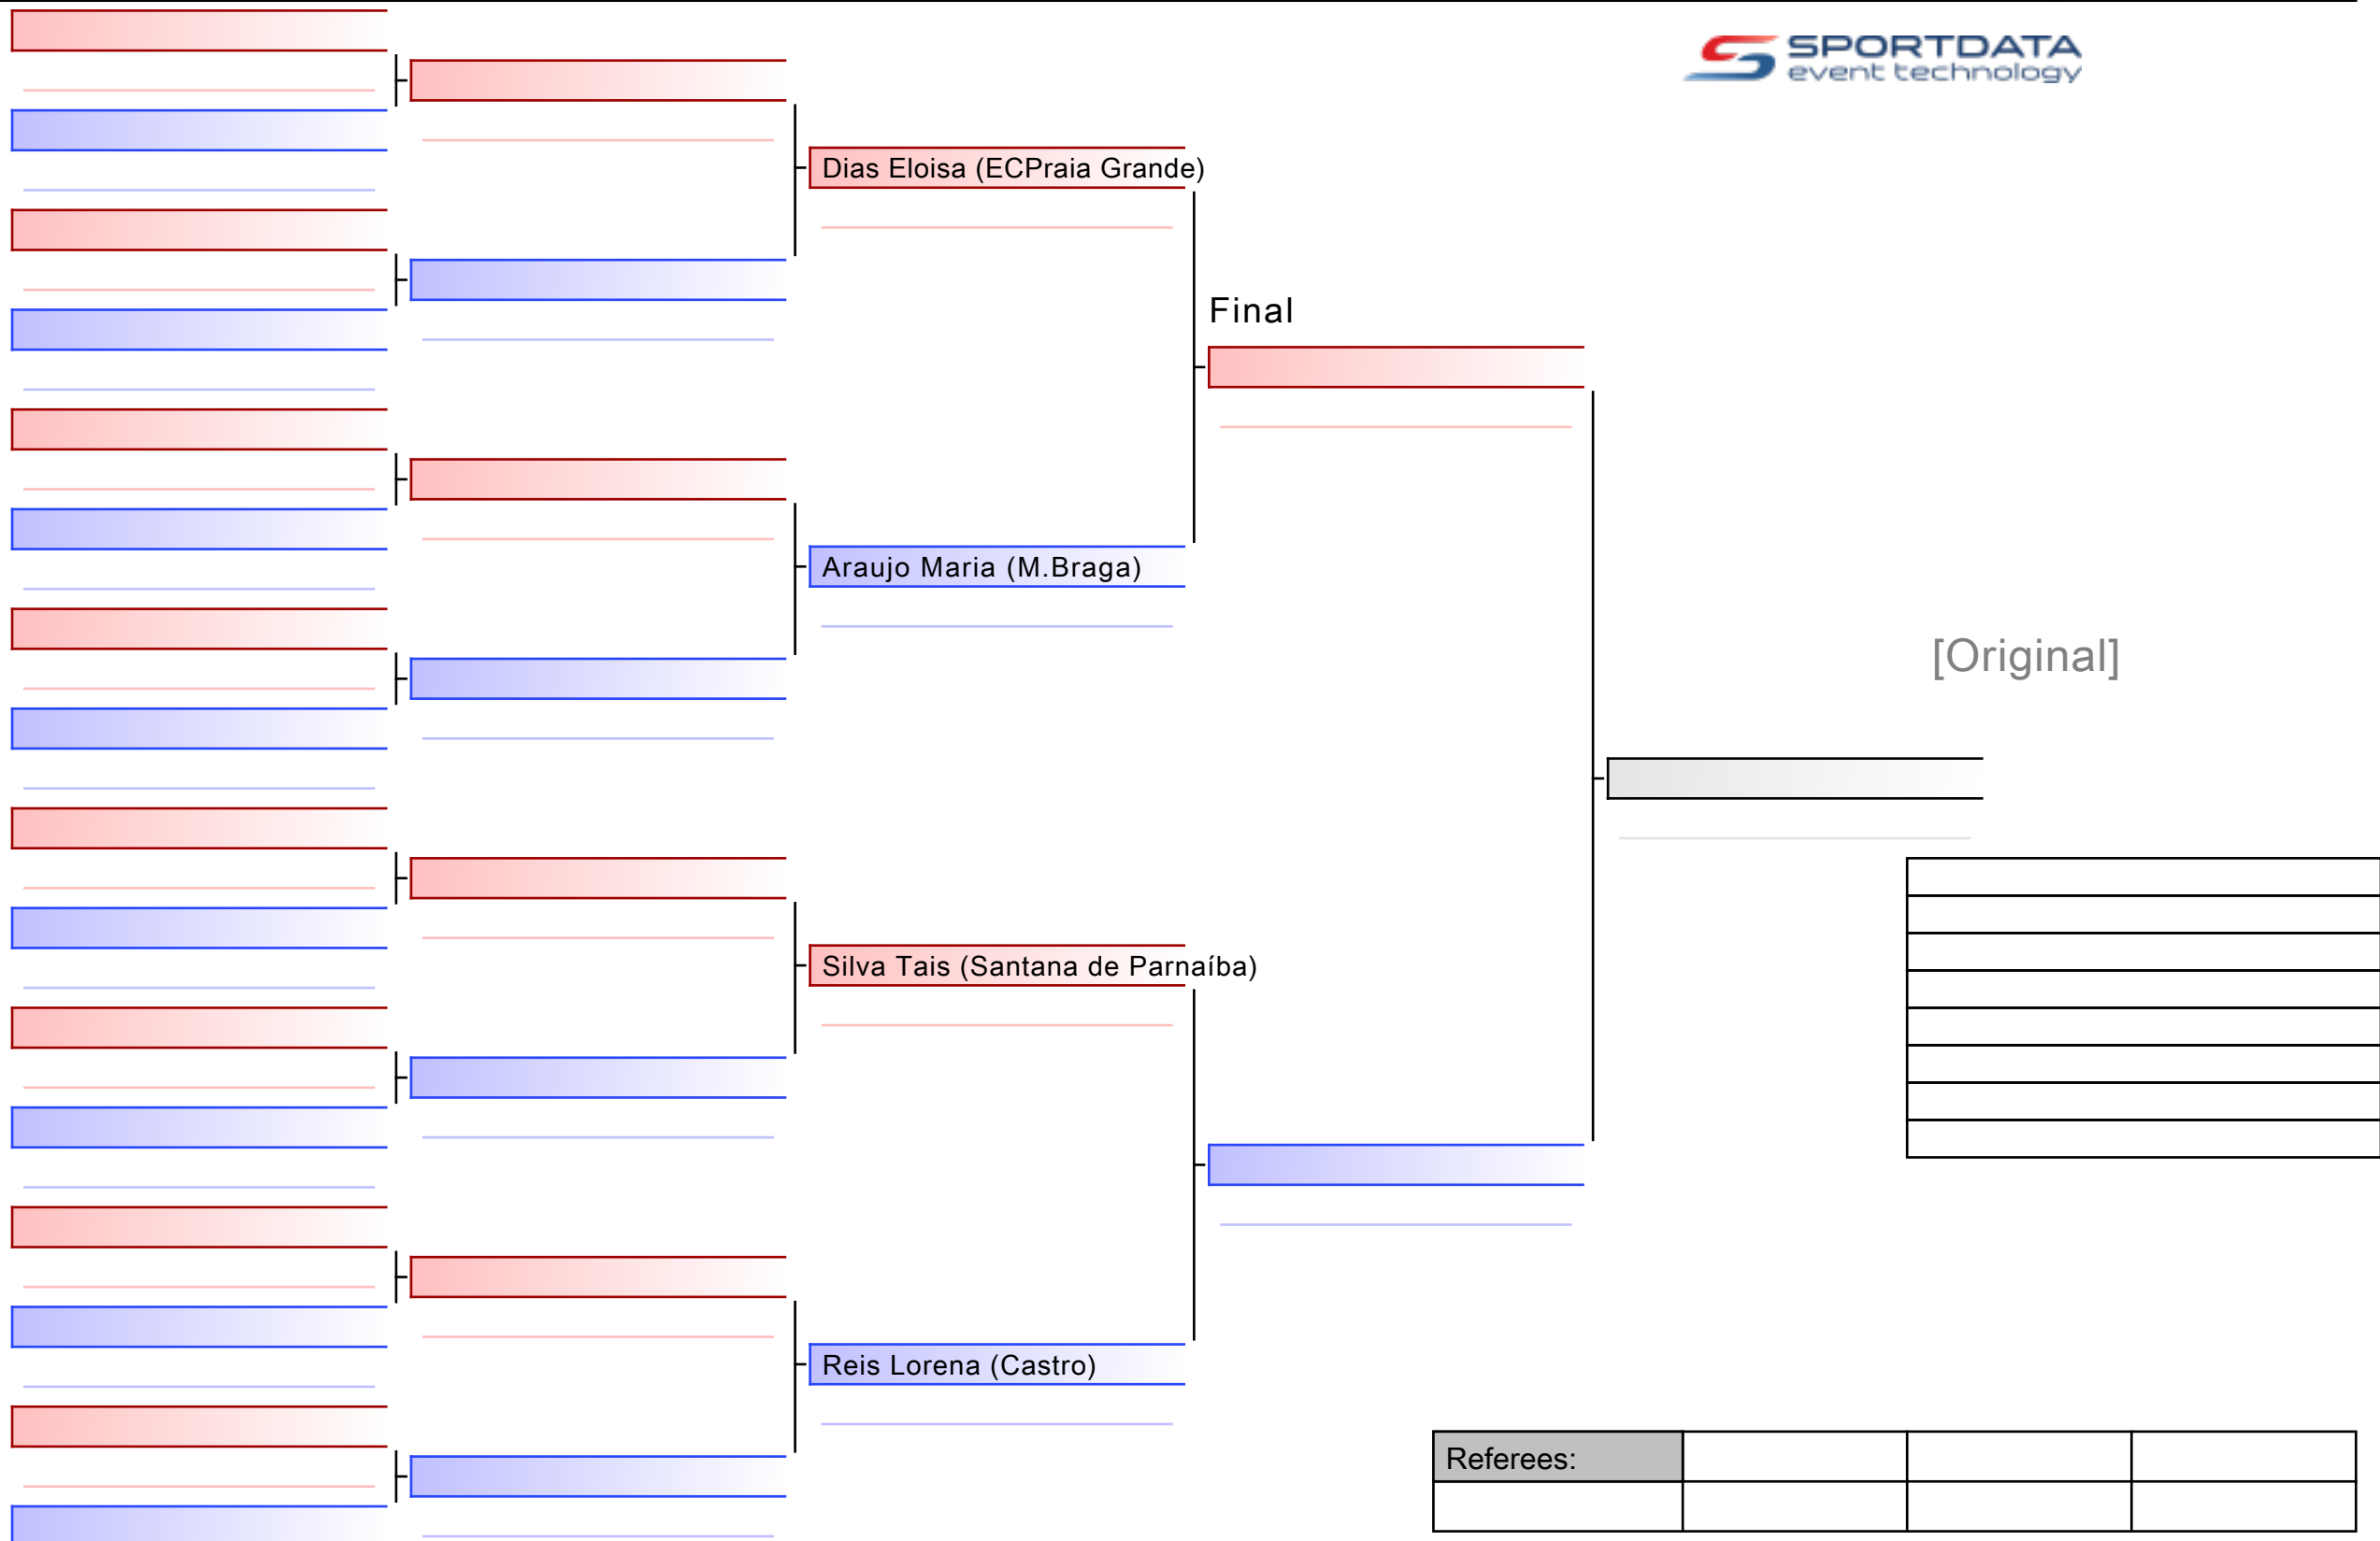 SPORTDATA
event technology
Dias Eloisa (ECPraia Grande)
Final
Araujo Maria (M.Braga)
[Original]
Silva Tais (Santana de Parnaíba)
Reis Lorena (Castro)
Referees: